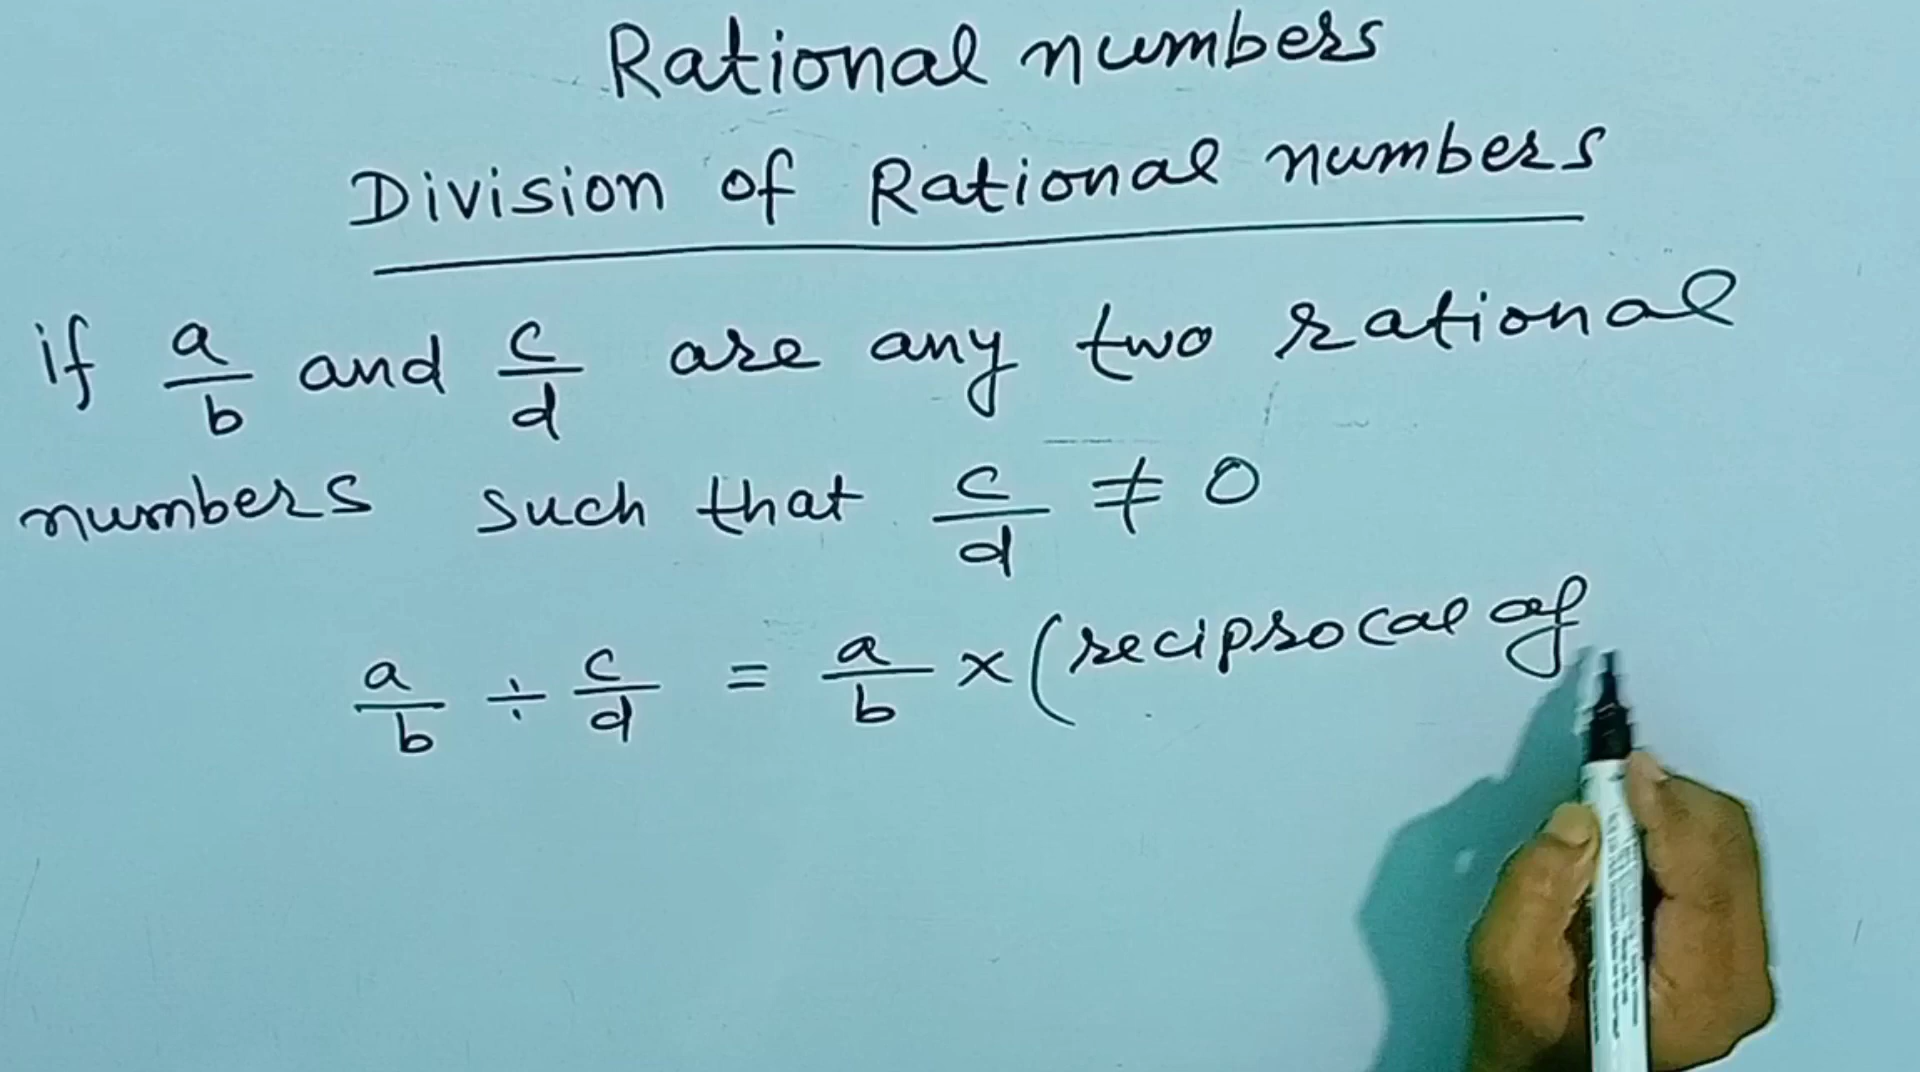 Rational numbers
Division of Rational numbers
if a/b and c/d are any two rational
numbers such that c/d ≠ 0
a/b ÷ c/d = a/b × (reciprocal of